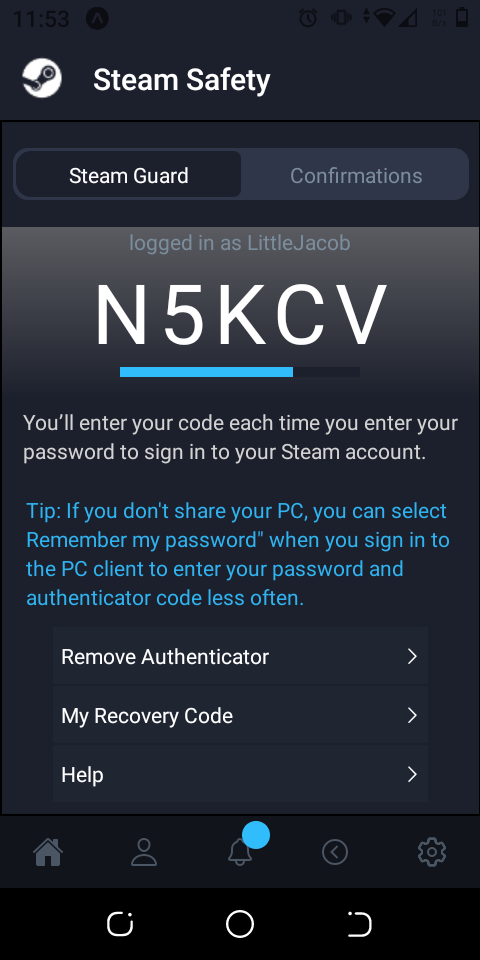 11:53
Steam Safety
Steam Guard
Confirmations
logged in as LittleJacob
N5KCV
You’ll enter your code each time you enter your
password to sign in to your Steam account.
Tip: If you don't share your PC, you can select
Remember my password" when you sign in to
the PC client to enter your password and
authenticator code less often.
Remove Authenticator
My Recovery Code
Help